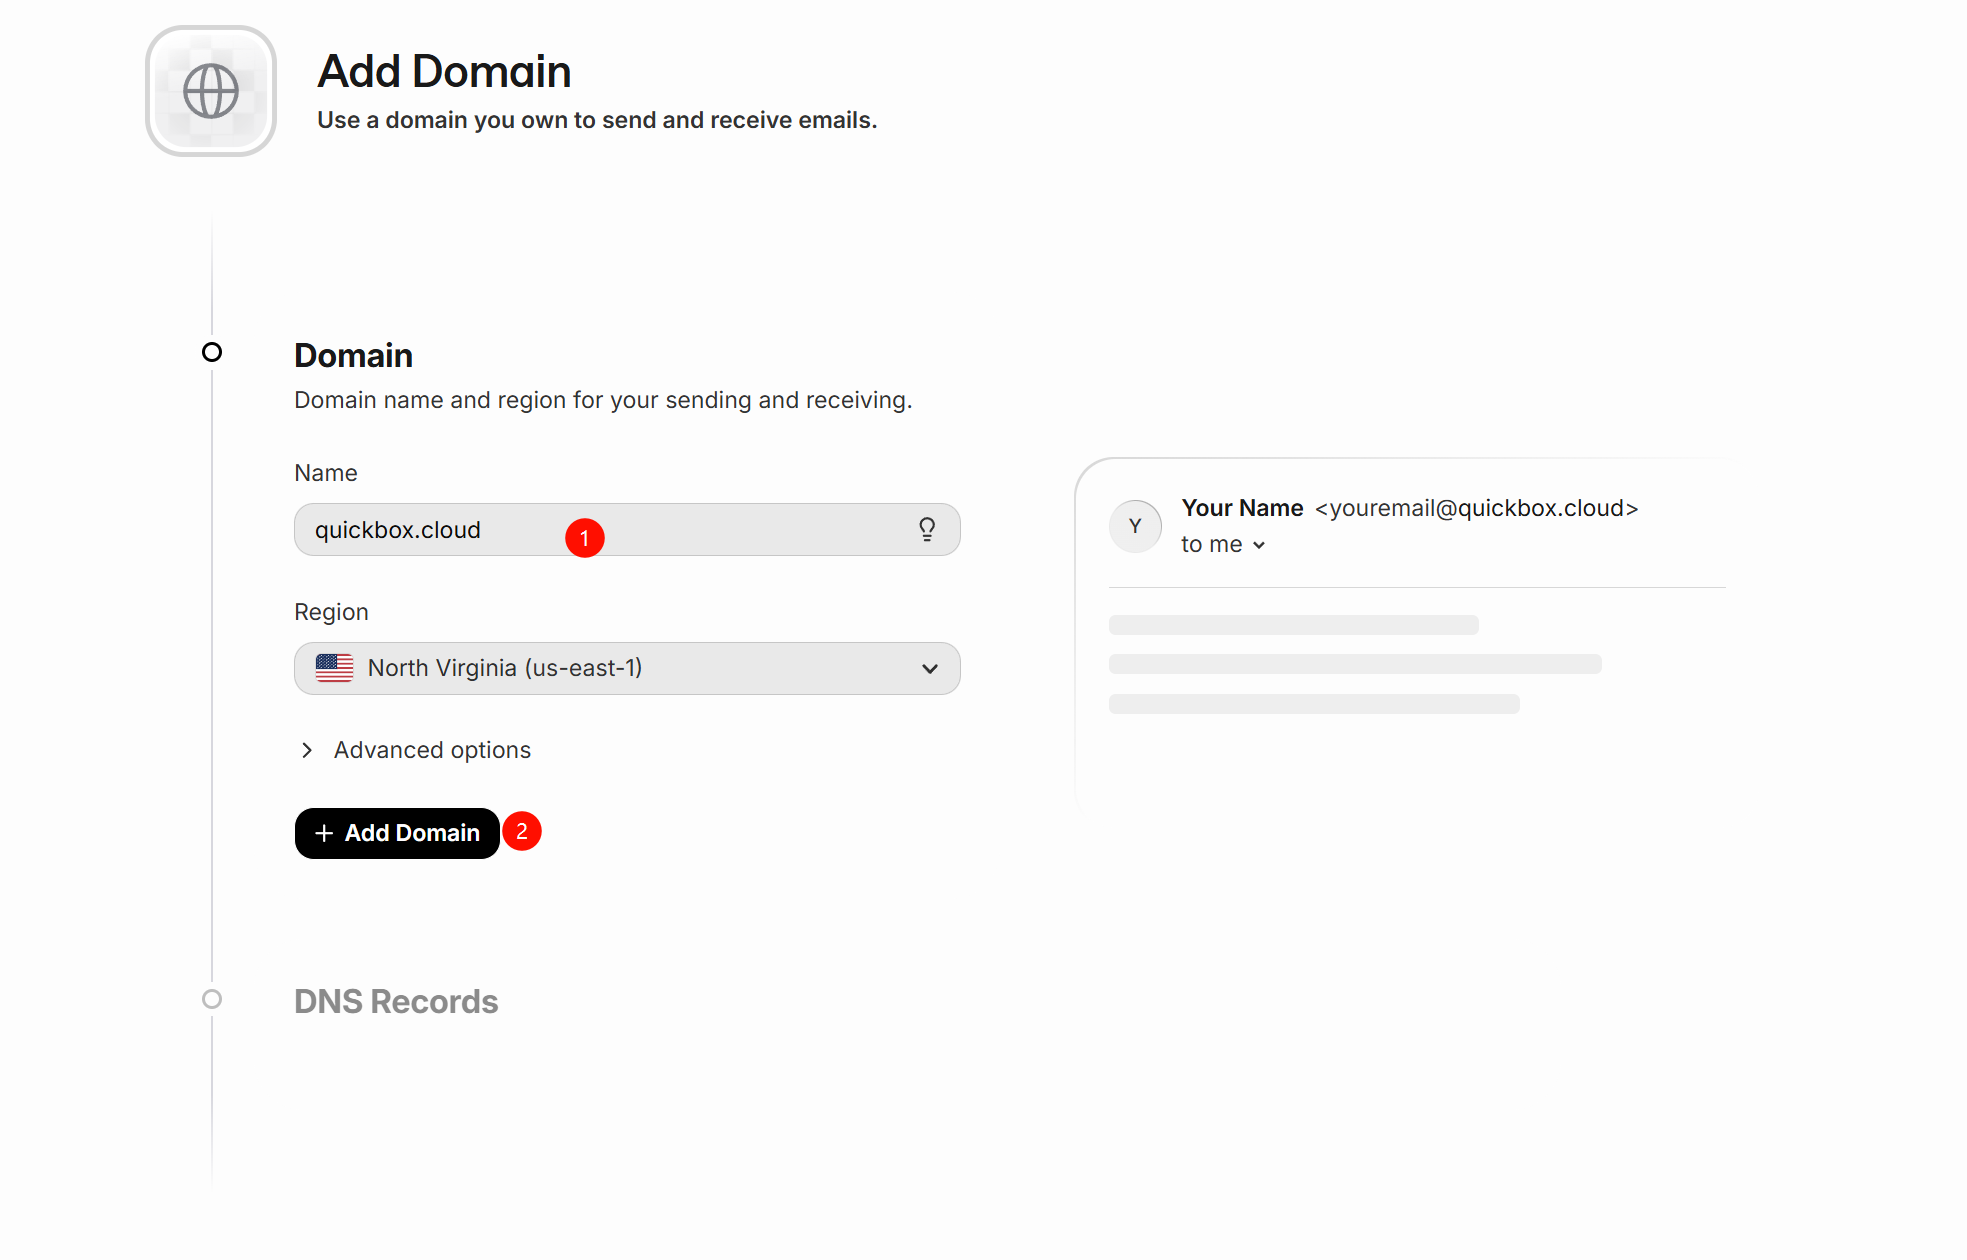 Add Domain
Use a domain you own to send and receive emails.
Domain
Domain name and region for your sending and receiving.
Name
quickbox.cloud
1
Region
North Virginia (us-east-1)
Advanced options
+ Add Domain
2
DNS Records
Y
Your Name <youremail@quickbox.cloud>
to me